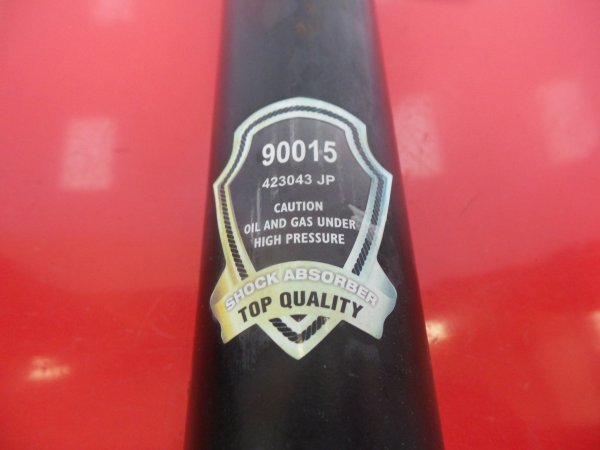 90015
423043 JP
CAUTION
OIL AND GAS UNDER
HIGH PRESSURE
SHOCK ABSORBER
TOP QUALITY